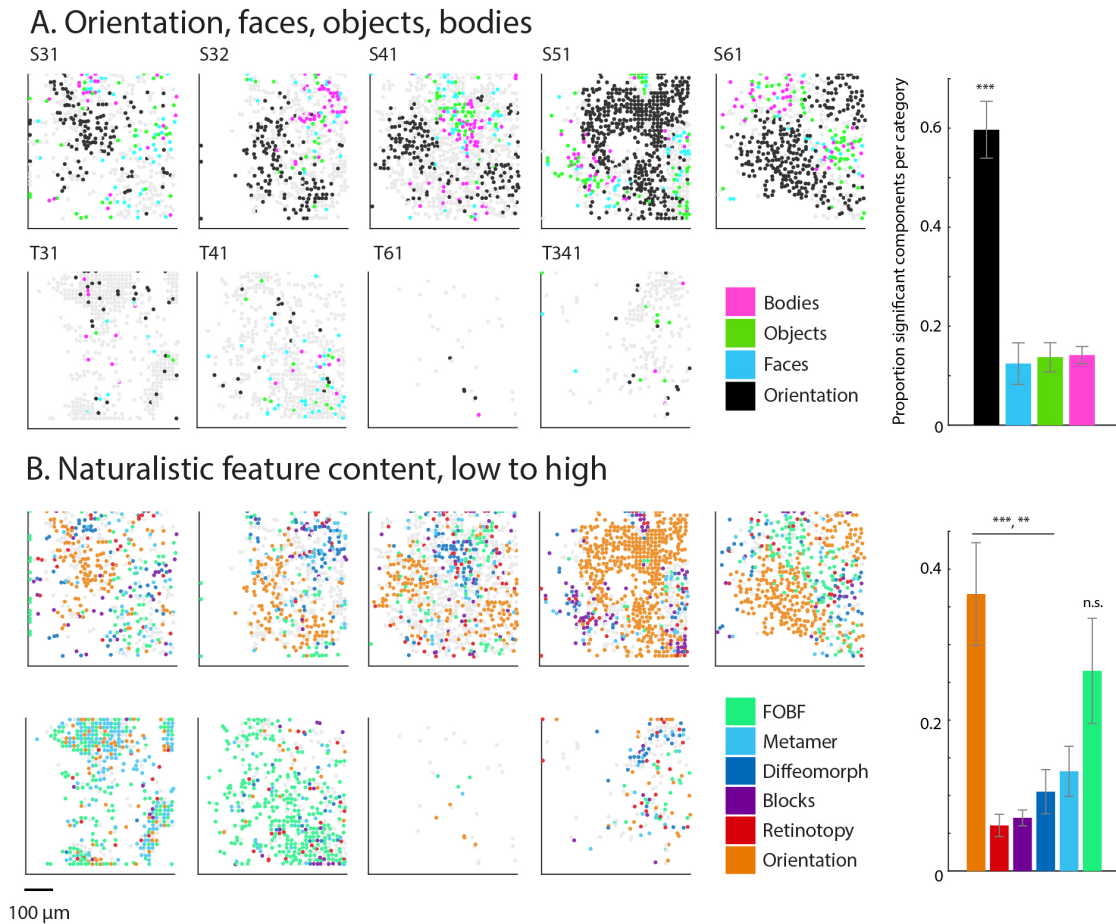 A. Orientation, faces, objects, bodies
S31
S32
S41
S51
S61
T31
T41
T61
T341
Bodies
Objects
Faces
Orientation
Proportion significant components per category
***
0.6
0.4
0.2
0
B. Naturalistic feature content, low to high
FOBF
Metamer
Diffeomorph
Blocks
Retinotopy
Orientation
***, **
n.s.
0.4
0.2
0
100 µm